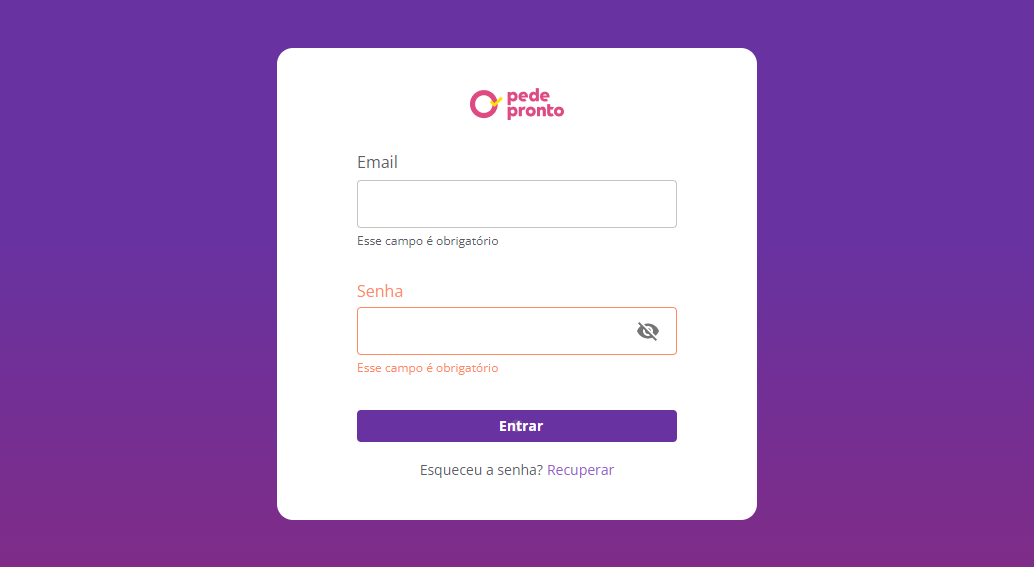 pede
pronto
Email
Esse campo é obrigatório
Senha
Esse campo é obrigatório
Entrar
Esqueceu a senha? Recuperar